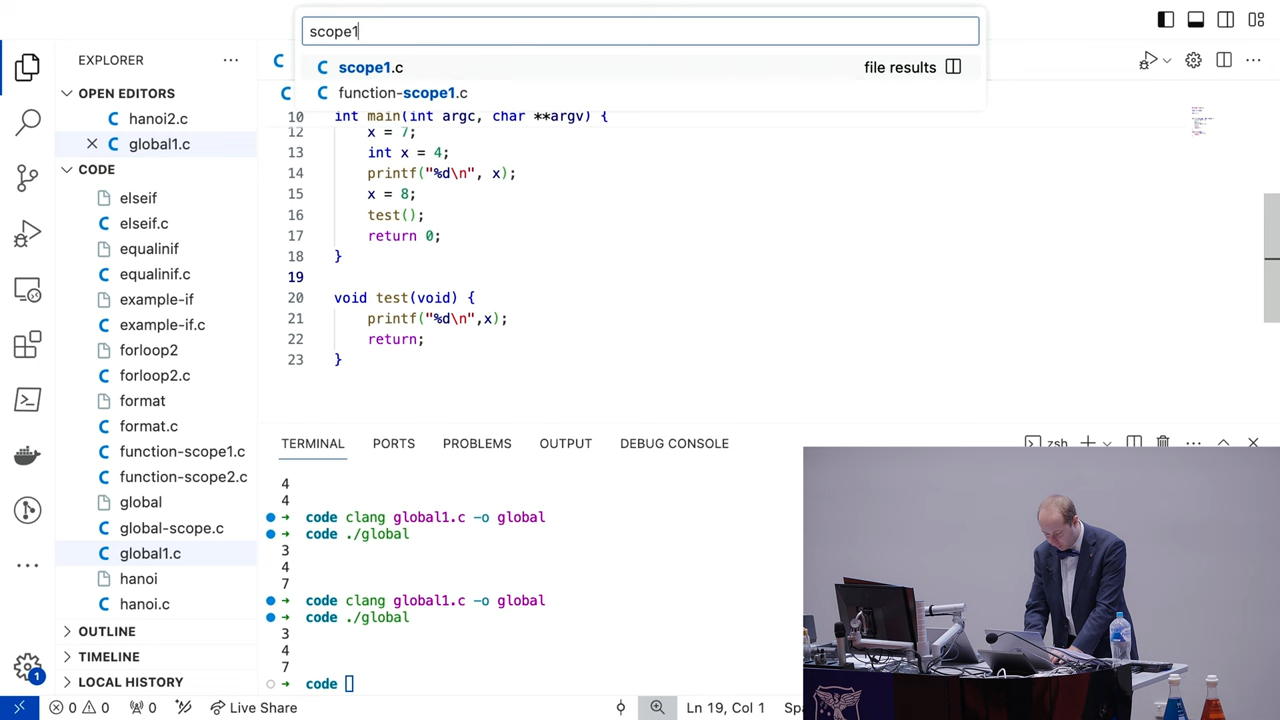 scope1
EXPLORER
scope1.c
file results
function-scope1.c
OPEN EDITORS
hanoi2.c
global1.c
CODE
elseif
elseif.c
equalinif
equalinif.c
example-if
example-if.c
forloop2
forloop2.c
format
format.c
function-scope1.c
function-scope2.c
global
global-scope.c
global1.c
hanoi
hanoi.c
OUTLINE
TIMELINE
LOCAL HISTORY
10 int main(int argc, char **argv) {
12 x = 7;
13 int x = 4;
14 printf("%d\n", x);
15 x = 8;
16 test();
17 return 0;
18 }
19
20 void test(void) {
21 printf("%d\n",x);
22 return;
23 }
TERMINAL PORTS PROBLEMS OUTPUT DEBUG CONSOLE
zsh
4
4
code clang global1.c -o global
code ./global
3
4
7
code clang global1.c -o global
code ./global
3
4
7
code
1
0 0 0 Live Share
Ln 19, Col 1 Spa